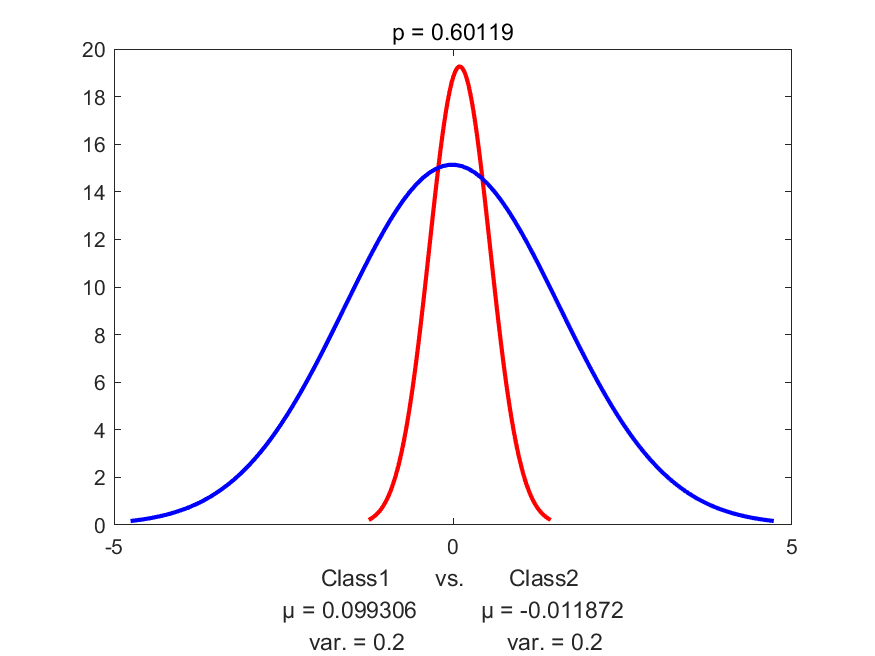 p = 0.60119
20
18
16
14
12
10
8
6
4
2
0
-5 0 5
Class1 vs. Class2
μ = 0.099306 μ = -0.011872
var. = 0.2 var. = 0.2